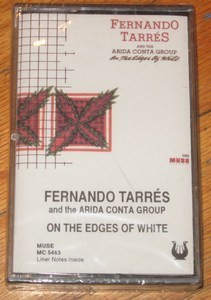 FERNANDO
TARRÉS
AND THE
ARIDA CONTA GROUP
On The Edges Of White
MUSE
FERNANDO TARRÉS
and the ARIDA CONTA GROUP
ON THE EDGES OF WHITE
MUSE
MC 5463
Liner Notes Inside